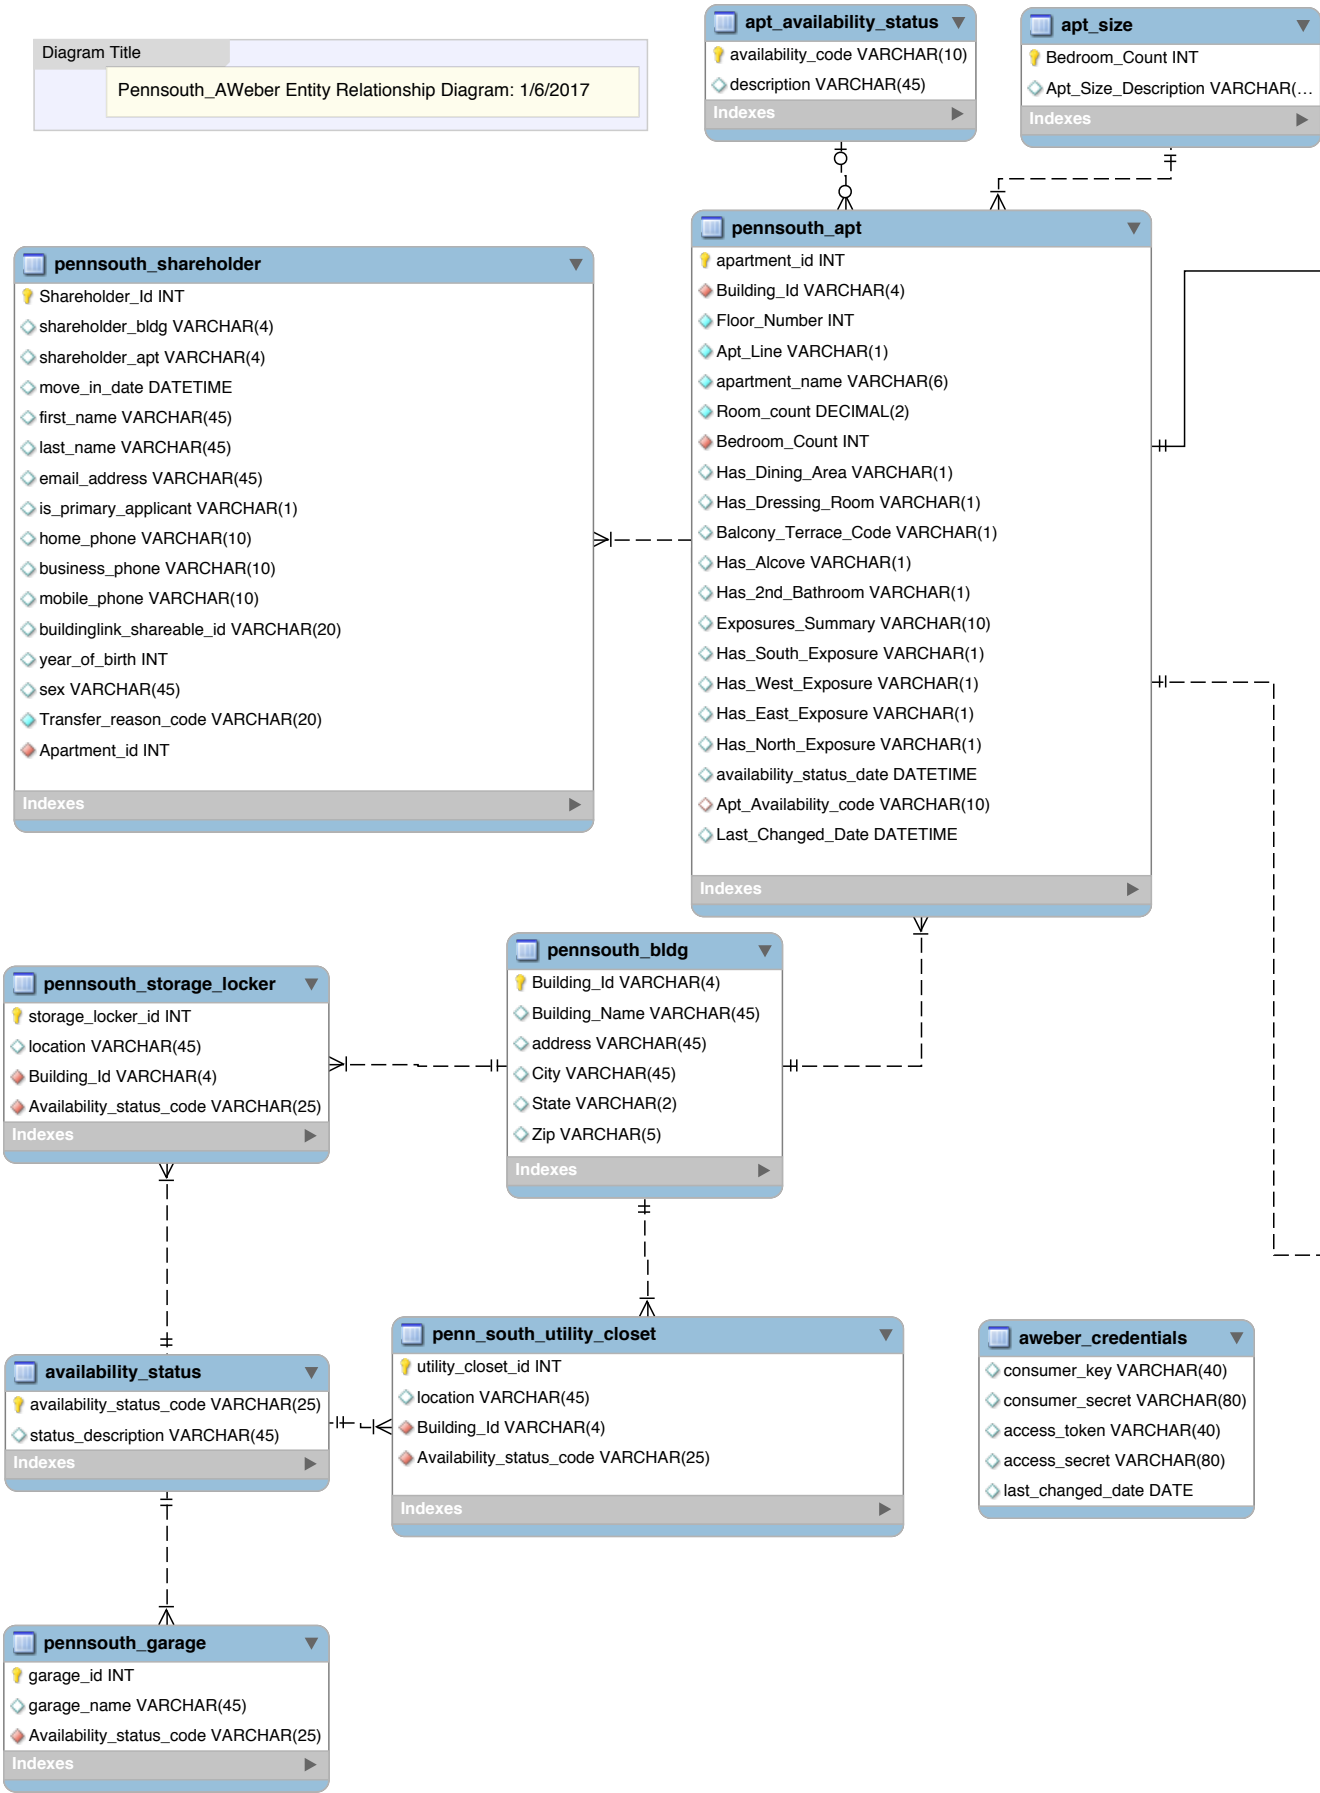 Diagram Title
Pennsouth_AWeber Entity Relationship Diagram: 1/6/2017
apt_availability_status
availability_code VARCHAR(10)
description VARCHAR(45)
Indexes
apt_size
Bedroom_Count INT
Apt_Size_Description VARCHAR(...
Indexes
pennsouth_shareholder
Shareholder_Id INT
shareholder_bldg VARCHAR(4)
shareholder_apt VARCHAR(4)
move_in_date DATETIME
first_name VARCHAR(45)
last_name VARCHAR(45)
email_address VARCHAR(45)
is_primary_applicant VARCHAR(1)
home_phone VARCHAR(10)
business_phone VARCHAR(10)
mobile_phone VARCHAR(10)
buildinglink_shareable_id VARCHAR(20)
year_of_birth INT
sex VARCHAR(45)
Transfer_reason_code VARCHAR(20)
Apartment_id INT
Indexes
pennsouth_apt
apartment_id INT
Building_Id VARCHAR(4)
Floor_Number INT
Apt_Line VARCHAR(1)
apartment_name VARCHAR(6)
Room_count DECIMAL(2)
Bedroom_Count INT
Has_Dining_Area VARCHAR(1)
Has_Dressing_Room VARCHAR(1)
Balcony_Terrace_Code VARCHAR(1)
Has_Alcove VARCHAR(1)
Has_2nd_Bathroom VARCHAR(1)
Exposures_Summary VARCHAR(10)
Has_South_Exposure VARCHAR(1)
Has_West_Exposure VARCHAR(1)
Has_East_Exposure VARCHAR(1)
Has_North_Exposure VARCHAR(1)
availability_status_date DATETIME
Apt_Availability_code VARCHAR(10)
Last_Changed_Date DATETIME
Indexes
pennsouth_storage_locker
storage_locker_id INT
location VARCHAR(45)
Building_Id VARCHAR(4)
Availability_status_code VARCHAR(25)
Indexes
pennsouth_bldg
Building_Id VARCHAR(4)
Building_Name VARCHAR(45)
address VARCHAR(45)
City VARCHAR(45)
State VARCHAR(2)
Zip VARCHAR(5)
Indexes
availability_status
availability_status_code VARCHAR(25)
status_description VARCHAR(45)
Indexes
penn_south_utility_closet
utility_closet_id INT
location VARCHAR(45)
Building_Id VARCHAR(4)
Availability_status_code VARCHAR(25)
Indexes
aweber_credentials
consumer_key VARCHAR(40)
consumer_secret VARCHAR(80)
access_token VARCHAR(40)
access_secret VARCHAR(80)
last_changed_date DATE
pennsouth_garage
garage_id INT
garage_name VARCHAR(45)
Availability_status_code VARCHAR(25)
Indexes